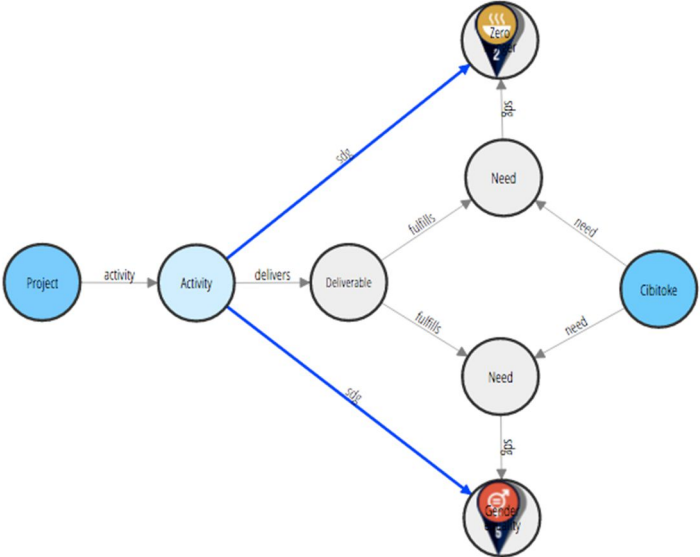 Zero
2
sdg
sdg
Need
fulfills
need
Project
activity
Activity
delivers
Deliverable
Cibitoke
fulfills
need
Need
sdg
sdg
Gender
5